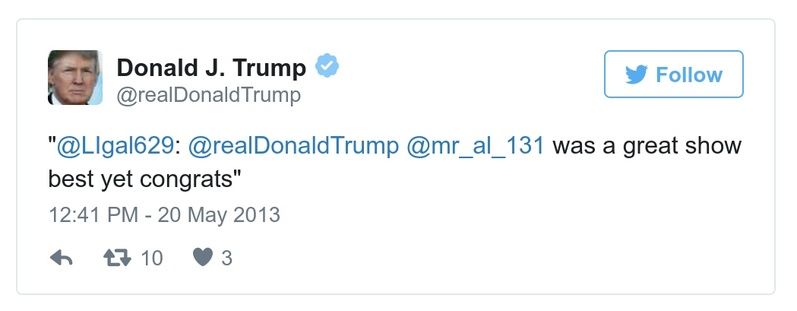 Donald J. Trump
@realDonaldTrump
Follow
"@LIgal629: @realDonaldTrump @mr_al_131 was a great show
best yet congrats"
12:41 PM - 20 May 2013
10 3